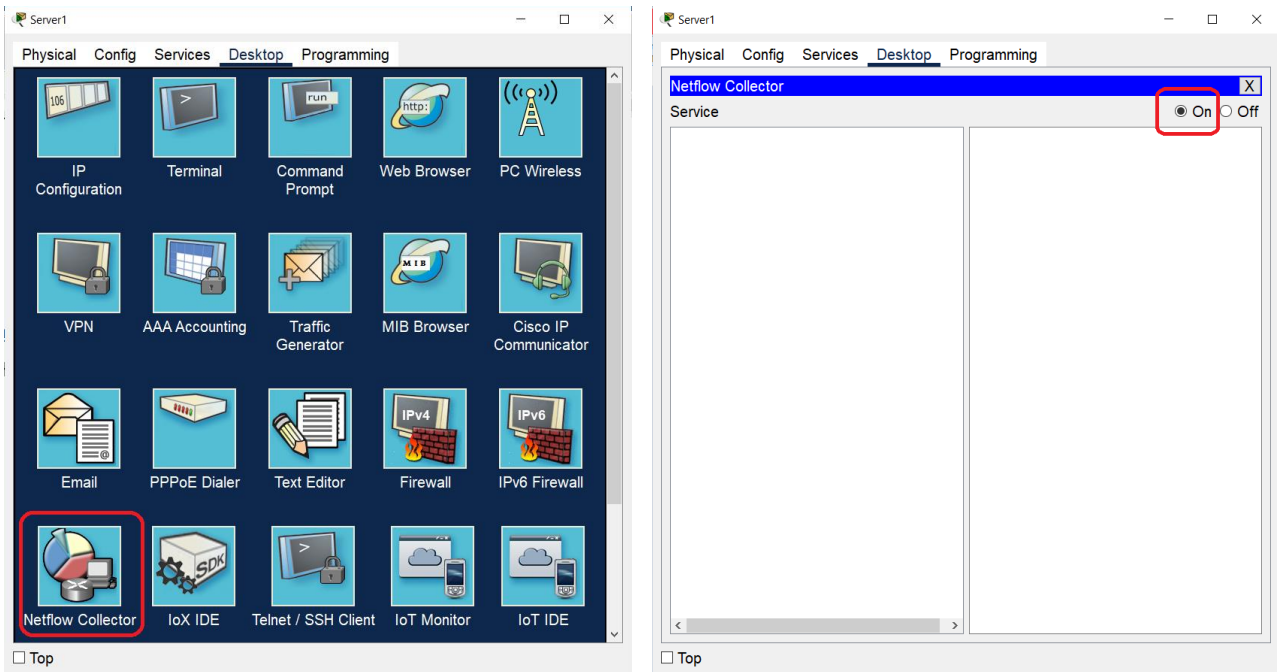 Server1
Physical Config Services Desktop Programming
106
>
run
http:
IP
Configuration
Terminal
Command
Prompt
Web Browser
PC Wireless
MIB
VPN
AAA Accounting
Traffic
Generator
MIB Browser
Cisco IP
Communicator
@
IPv4
IPv6
Email
PPPoE Dialer
Text Editor
Firewall
IPv6 Firewall
SDK
>
Netflow Collector
IoX IDE
Telnet / SSH Client
IoT Monitor
IoT IDE
Top
Server1
Physical Config Services Desktop Programming
Netflow Collector X
Service On Off
Top